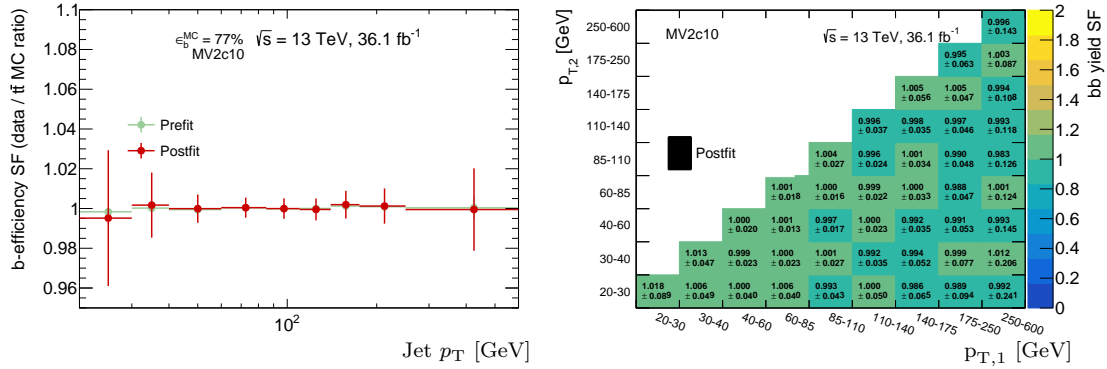 1.1
1.08
1.06
1.04
1.02
1
0.98
0.96
b-efficiency SF (data / tt̄ MC ratio)
ϵ_b^MC = 77% √s = 13 TeV, 36.1 fb⁻¹
MV2c10
Prefit
Postfit
10²
Jet p_T [GeV]
p_T,2 [GeV]
MV2c10 √s = 13 TeV, 36.1 fb⁻¹
Postfit
250-600
0.996
± 0.143
175-250
0.995 1.003
± 0.063 ± 0.087
140-175
1.005 1.005 0.994
± 0.056 ± 0.047 ± 0.108
110-140
0.996 0.998 0.997 0.993
± 0.037 ± 0.035 ± 0.046 ± 0.118
85-110
1.004 0.996 1.001 0.990 0.983
± 0.027 ± 0.024 ± 0.034 ± 0.048 ± 0.126
60-85
1.001 1.000 0.999 1.000 0.988 1.001
± 0.018 ± 0.016 ± 0.022 ± 0.033 ± 0.047 ± 0.124
40-60
1.000 1.001 0.997 1.000 0.992 0.991 0.993
± 0.020 ± 0.013 ± 0.017 ± 0.023 ± 0.035 ± 0.053 ± 0.145
30-40
1.013 0.999 1.000 1.001 0.992 0.994 0.999 1.012
± 0.047 ± 0.023 ± 0.023 ± 0.027 ± 0.035 ± 0.052 ± 0.077 ± 0.206
20-30
1.018 1.006 1.000 1.006 0.993 1.000 0.986 0.989 0.992
± 0.089 ± 0.049 ± 0.040 ± 0.040 ± 0.043 ± 0.050 ± 0.065 ± 0.094 ± 0.241
20-30 30-40 40-60 60-85 85-110 110-140 140-175 175-250 250-600
p_T,1 [GeV]
2
1.8
1.6
1.4
1.2
1
0.8
0.6
0.4
0.2
0
bb yield SF